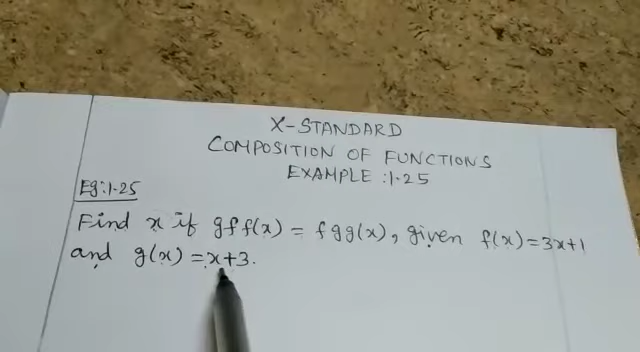 X-STANDARD
COMPOSITION OF FUNCTIONS
EXAMPLE :1.25
Eg:1.25
Find x if gff(x) = fgg(x), given f(x)=3x+1
and g(x) =x+3.